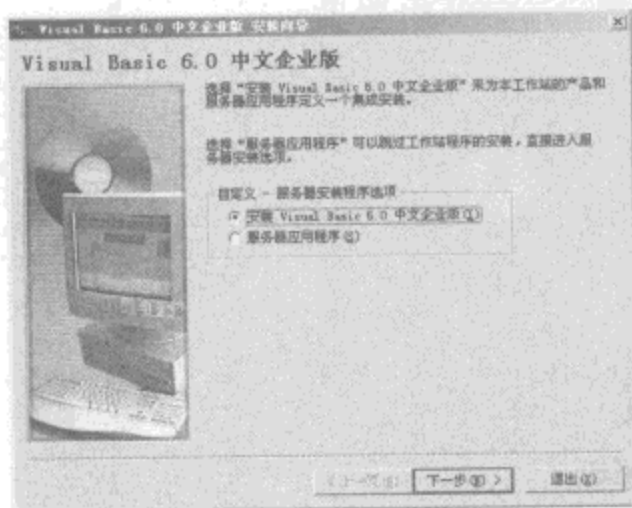 Visual Basic 6.0 中文企业版 安装向导
Visual Basic 6.0 中文企业版
选择“安装 Visual Basic 6.0 中文企业版”来为本工作站的产品和
服务器应用程序定义一个集成安装。
选择“服务器应用程序”可以跳过工作站程序的安装，直接进入服
务器安装选项。
自定义 - 服务器安装程序选项
安装 Visual Basic 6.0 中文企业版(I)
服务器应用程序(S)
下一步(N) >
退出(X)